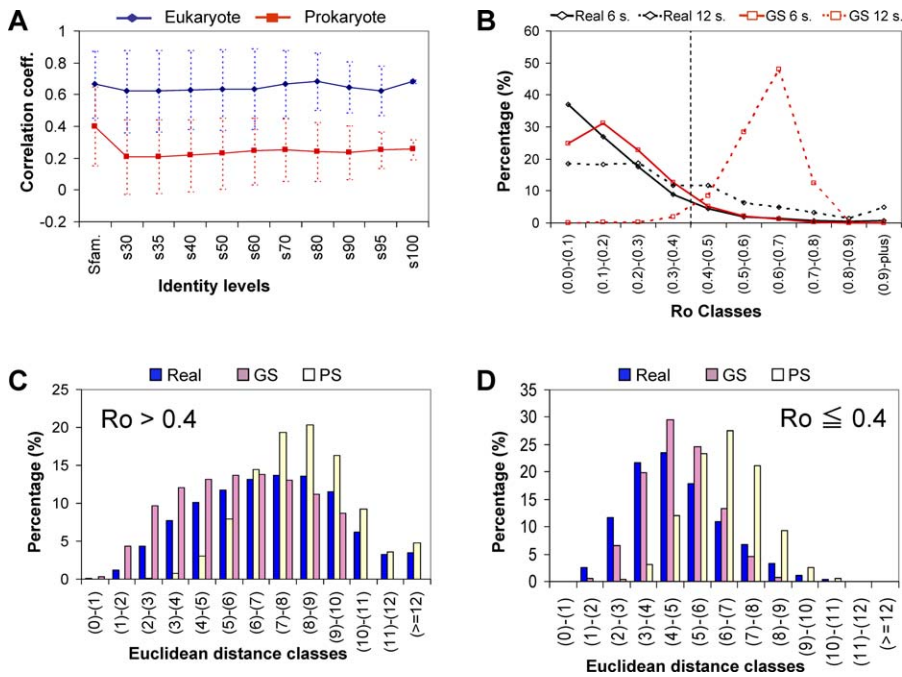 A
Eukaryote Prokaryote
Correlation coeff.
1
0.8
0.6
0.4
0.2
0
-0.2
Sfam. s30 s35 s40 s50 s60 s70 s80 s90 s95 s100
Identity levels
B
Real 6 s. Real 12 s. GS 6 s. GS 12 s.
Percentage (%)
60
50
40
30
20
10
0
(0.0)-(0.1) (0.1)-(0.2) (0.2)-(0.3) (0.3)-(0.4) (0.4)-(0.5) (0.5)-(0.6) (0.6)-(0.7) (0.7)-(0.8) (0.8)-(0.9) (0.9)-plus)
Ro Classes
C
Real GS PS
Ro > 0.4
Percentage (%)
25
20
15
10
5
0
(0)-(1) (1)-(2) (2)-(3) (3)-(4) (4)-(5) (5)-(6) (6)-(7) (7)-(8) (8)-(9) (9)-(10) (10)-(11) (11)-(12) (>=12)
Euclidean distance classes
D
Real GS PS
Ro ≦ 0.4
Percentage (%)
35
30
25
20
15
10
5
0
(0)-(1) (1)-(2) (2)-(3) (3)-(4) (4)-(5) (5)-(6) (6)-(7) (7)-(8) (8)-(9) (9)-(10) (10)-(11) (11)-(12) (>=12)
Euclidean distance classes